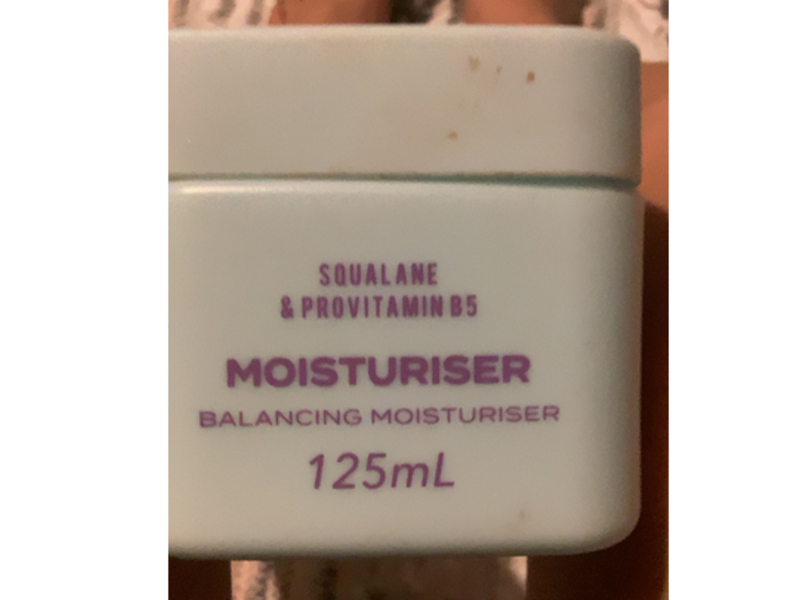 SQUALANE
& PROVITAMIN B5
MOISTURISER
BALANCING MOISTURISER
125mL